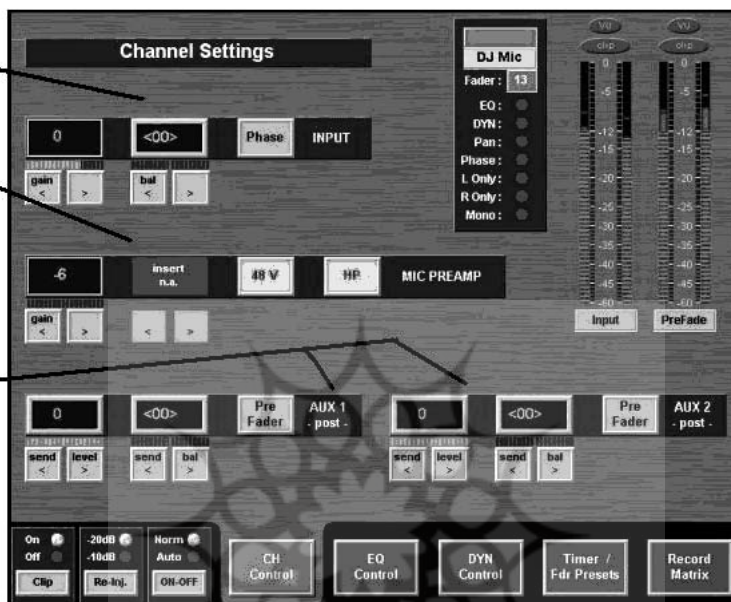 Channel Settings
0
<00>
Phase
INPUT
gain
<
>
bal
<
>
-6
insert
n.a.
48 V
HP
MIC PREAMP
gain
<
>
<
>
0
<00>
Pre
Fader
AUX 1
- post -
send
<
level
>
send
<
bal
>
0
<00>
Pre
Fader
AUX 2
- post -
send
<
level
>
send
<
bal
>
DJ Mic
Fader : 13
EQ :
DYN :
Pan :
Phase :
L Only :
R Only :
Mono :
VU
clip
0
-5
-12
-15
-20
-25
-30
-35
-40
-45
-60
Input
VU
clip
0
-5
-12
-15
-20
-25
-30
-35
-40
-45
-60
PreFade
On
Off
Clip
-20dB
-10dB
Re-Inj.
Norm
Auto
ON-OFF
CH
Control
EQ
Control
DYN
Control
Timer /
Fdr Presets
Record
Matrix